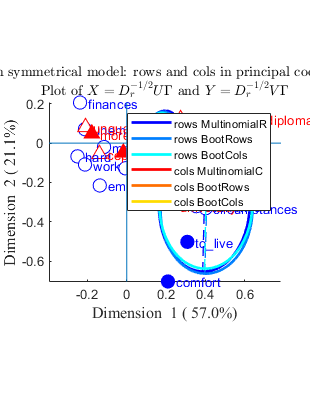 n symmetrical model: rows and cols in principal coo
Plot of X = D_r^{-1/2}UΓ and Y = D_r^{-1/2}VΓ
0.2
0
-0.2
-0.4
-0.6
Dimension 2 ( 21.1%)
finances
diploma
hard
work
em
to_live
comfort
rows MultinomialR
rows BootRows
rows BootCols
cols MultinomialC
cols BootRows
cols BootCols
-0.2
0
0.2
0.4
0.6
Dimension 1 ( 57.0%)